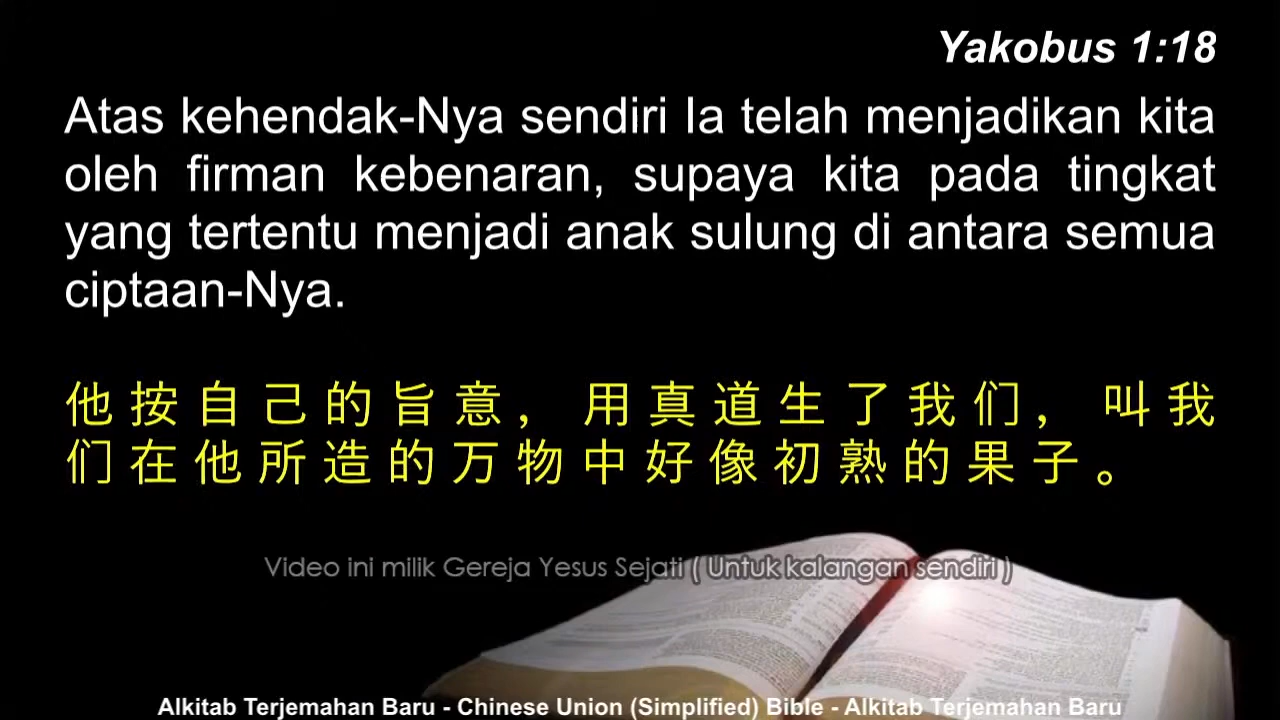 Yakobus 1:18
Atas kehendak-Nya sendiri Ia telah menjadikan kita
oleh firman kebenaran, supaya kita pada tingkat
yang tertentu menjadi anak sulung di antara semua
ciptaan-Nya.
他按自己的旨意，用真道生了我们，叫我
们在他所造的万物中好像初熟的果子。
Video ini milik Gereja Yesus Sejati ( Untuk kalangan sendiri )
Alkitab Terjemahan Baru - Chinese Union (Simplified) Bible - Alkitab Terjemahan Baru